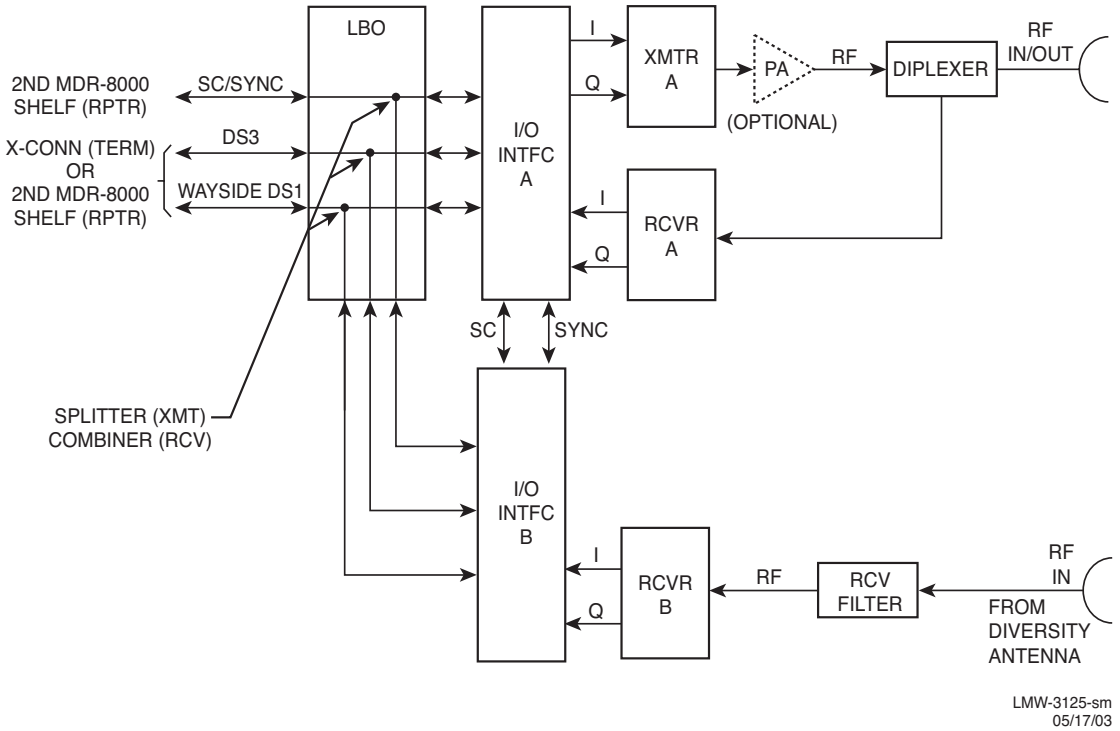 LBO
2ND MDR-8000
SHELF (RPTR)
SC/SYNC
X-CONN (TERM)
OR
2ND MDR-8000
SHELF (RPTR)
DS3
WAYSIDE DS1
I/O
INTFC
A
I
Q
XMTR
A
PA
(OPTIONAL)
RF
DIPLEXER
RF
IN/OUT
I
Q
RCVR
A
SC
SYNC
SPLITTER (XMT)
COMBINER (RCV)
I/O
INTFC
B
I
Q
RCVR
B
RF
RCV
FILTER
RF
IN
FROM
DIVERSITY
ANTENNA
LMW-3125-sm
05/17/03